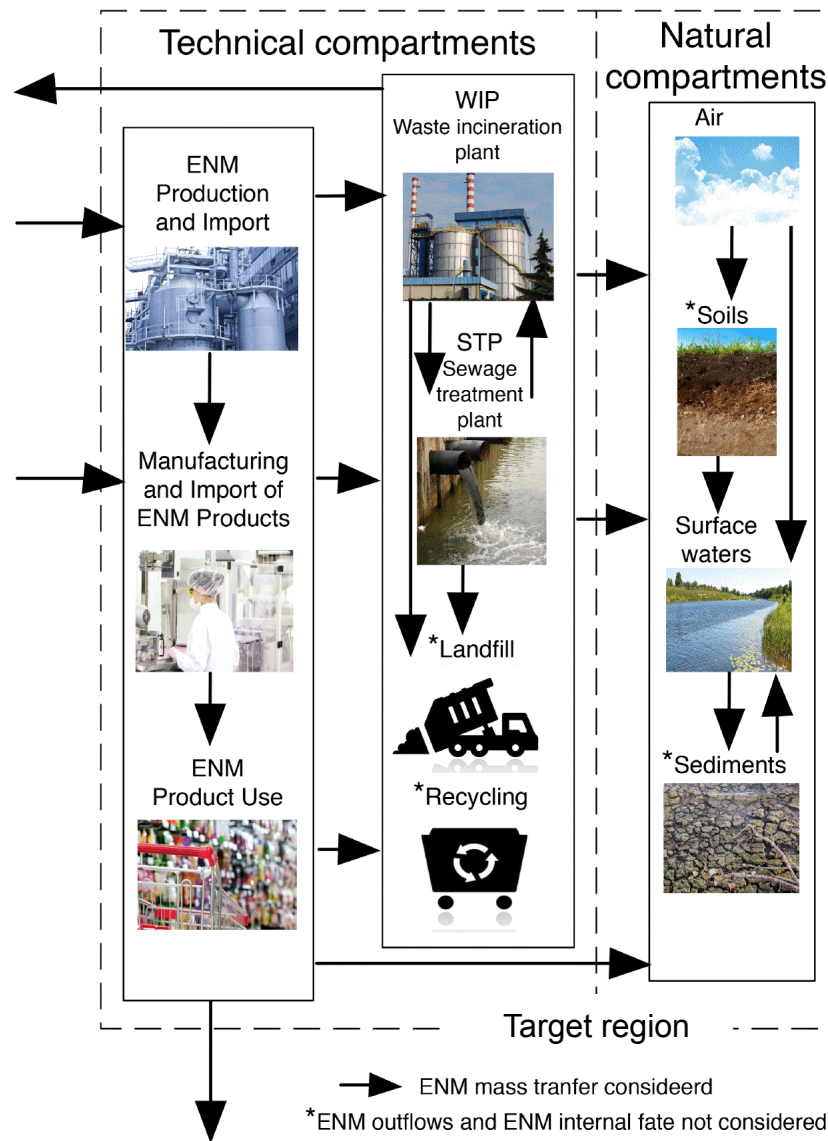 Technical compartments
Natural
compartments
ENM
Production
and Import
Manufacturing
and Import of
ENM Products
ENM
Product Use
WIP
Waste incineration
plant
STP
Sewage
treatment
plant
*Landfill
*Recycling
Air
*Soils
Surface
waters
*Sediments
Target region
ENM mass tranfer consideerd
*ENM outflows and ENM internal fate not considered